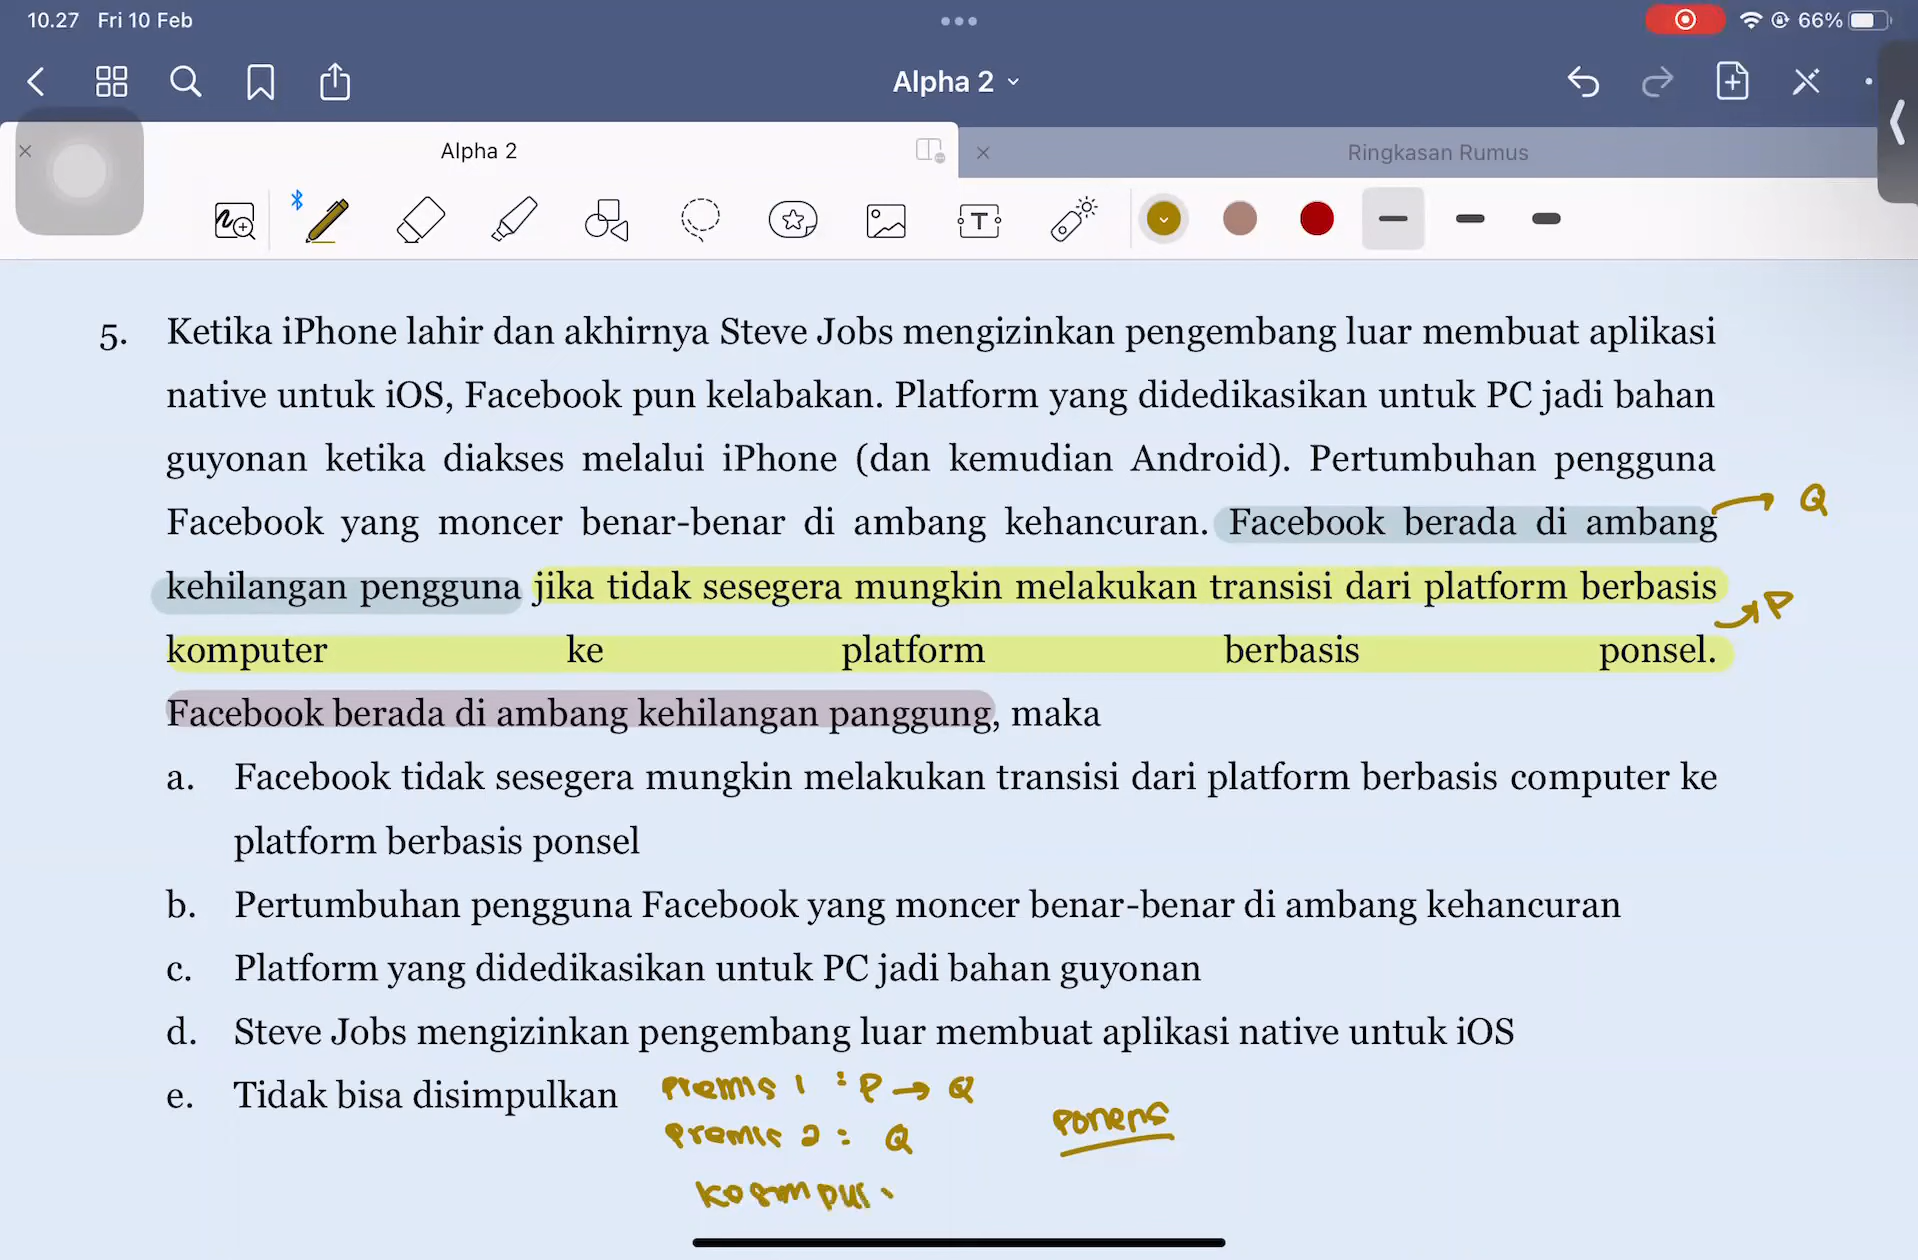 10.27 Fri 10 Feb
66%
Alpha 2
Alpha 2
Ringkasan Rumus
5. Ketika iPhone lahir dan akhirnya Steve Jobs mengizinkan pengembang luar membuat aplikasi
native untuk iOS, Facebook pun kelabakan. Platform yang didedikasikan untuk PC jadi bahan
guyonan ketika diakses melalui iPhone (dan kemudian Android). Pertumbuhan pengguna
Facebook yang moncer benar-benar di ambang kehancuran. Facebook berada di ambang
Q
kehilangan pengguna jika tidak sesegera mungkin melakukan transisi dari platform berbasis
P
komputer ke platform berbasis ponsel.
Facebook berada di ambang kehilangan panggung, maka
a. Facebook tidak sesegera mungkin melakukan transisi dari platform berbasis computer ke
platform berbasis ponsel
b. Pertumbuhan pengguna Facebook yang moncer benar-benar di ambang kehancuran
c. Platform yang didedikasikan untuk PC jadi bahan guyonan
d. Steve Jobs mengizinkan pengembang luar membuat aplikasi native untuk iOS
e. Tidak bisa disimpulkan
Premis 1 : P → Q
Premis 2 : Q
Ponens